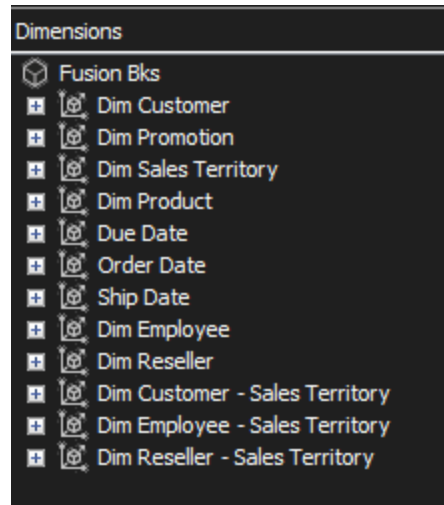 Dimensions
Fusion Bks
Dim Customer
Dim Promotion
Dim Sales Territory
Dim Product
Due Date
Order Date
Ship Date
Dim Employee
Dim Reseller
Dim Customer - Sales Territory
Dim Employee - Sales Territory
Dim Reseller - Sales Territory